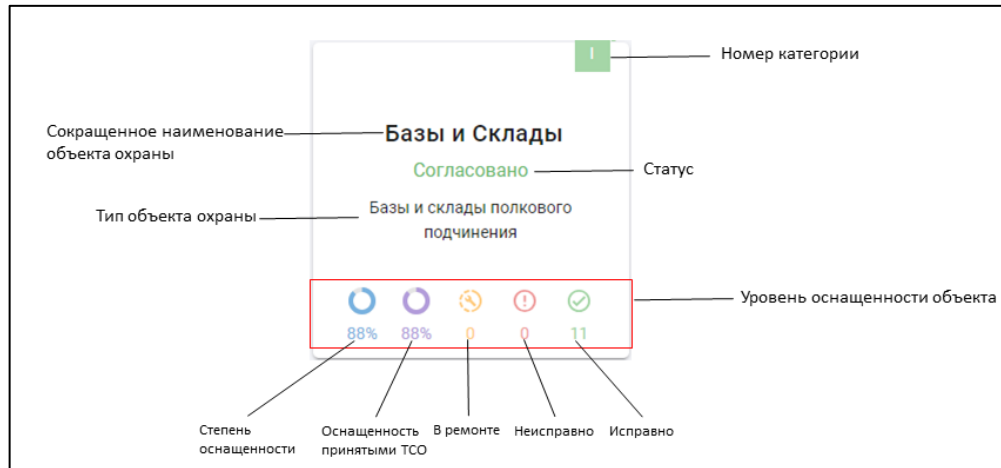 I
Номер категории
Сокращенное наименование
объекта охраны
Базы и Склады
Согласовано
Статус
Тип объекта охраны
Базы и склады полкового
подчинения
Уровень оснащенности объекта
88%
88%
0
0
11
Степень
оснащенности
Оснащенность
принятыми ТСО
В ремонте
Неисправно
Исправно